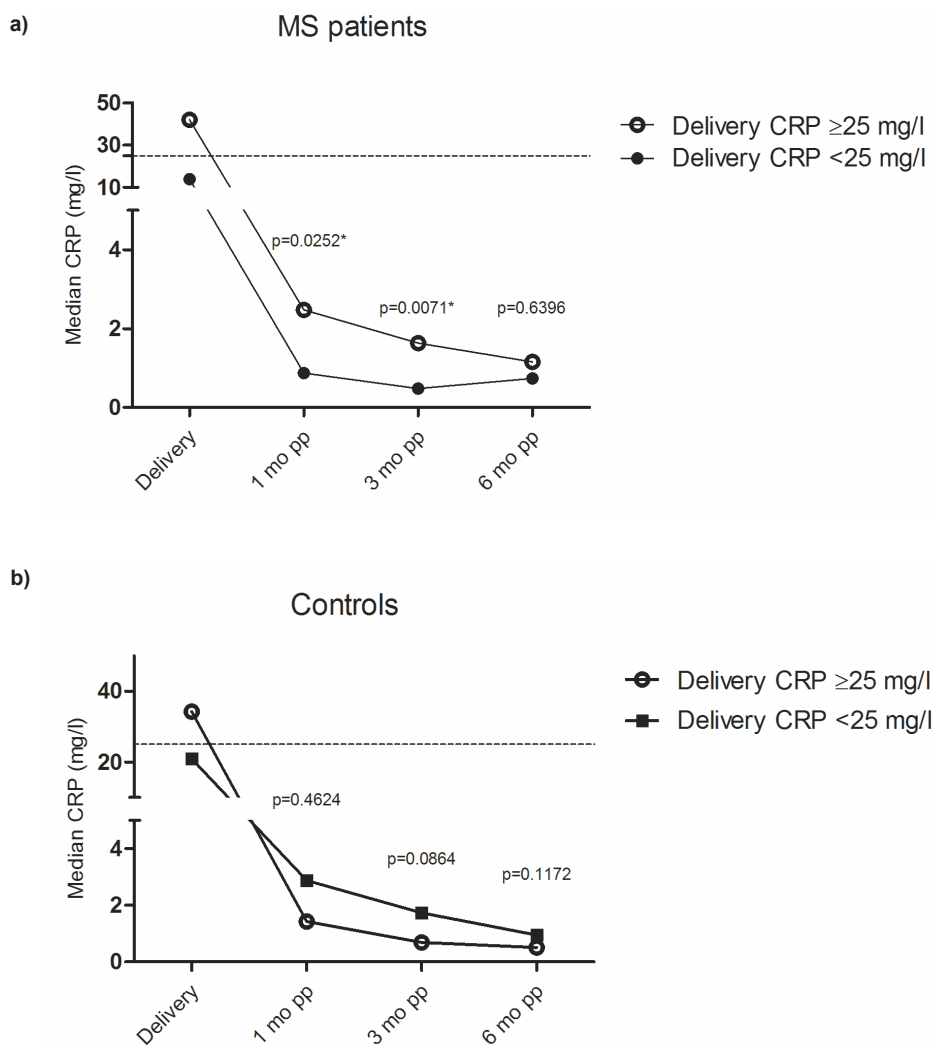 a)
MS patients
50
30
10
4
2
0
Median CRP (mg/l)
Delivery CRP ≥25 mg/l
Delivery CRP <25 mg/l
p=0.0252*
p=0.0071*
p=0.6396
Delivery
1 mo pp
3 mo pp
6 mo pp
b)
Controls
40
20
4
2
0
Median CRP (mg/l)
Delivery CRP ≥25 mg/l
Delivery CRP <25 mg/l
p=0.4624
p=0.0864
p=0.1172
Delivery
1 mo pp
3 mo pp
6 mo pp